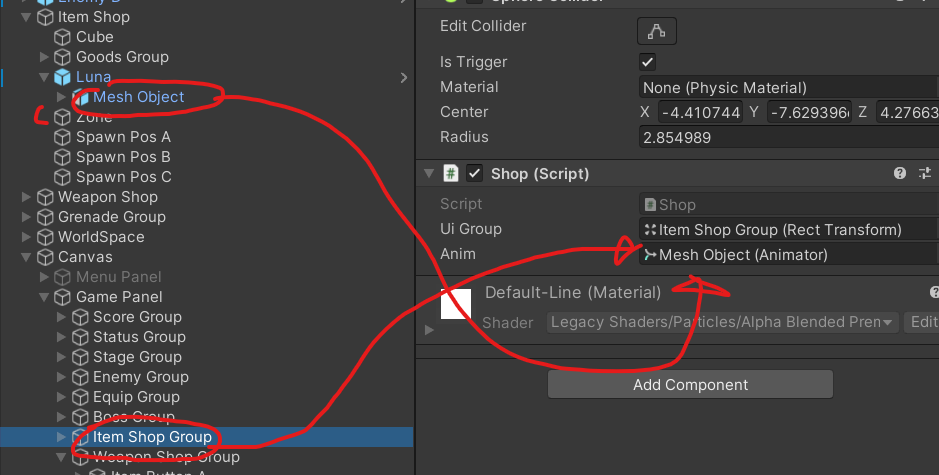 Enemy D
Item Shop
Cube
Goods Group
Luna
Mesh Object
Zone
Spawn Pos A
Spawn Pos B
Spawn Pos C
Weapon Shop
Grenade Group
WorldSpace
Canvas
Menu Panel
Game Panel
Score Group
Status Group
Stage Group
Enemy Group
Equip Group
Boss Group
Item Shop Group
Weapon Shop Group
Item Button A
Sphere Collider
Edit Collider
Is Trigger
Material None (Physic Material)
Center X -4.410744 Y -7.629396 Z 4.27663
Radius 2.854989
Shop (Script)
Script Shop
Ui Group Item Shop Group (Rect Transform)
Anim Mesh Object (Animator)
Default-Line (Material)
Shader Legacy Shaders/Particles/Alpha Blended Prem Edit
Add Component